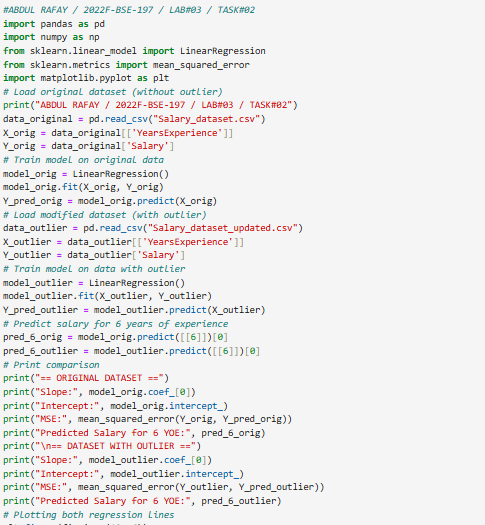 #ABDUL RAFAY / 2022F-BSE-197 / LAB#03 / TASK#02
import pandas as pd
import numpy as np
from sklearn.linear_model import LinearRegression
from sklearn.metrics import mean_squared_error
import matplotlib.pyplot as plt
# Load original dataset (without outlier)
print("ABDUL RAFAY / 2022F-BSE-197 / LAB#03 / TASK#02")
data_original = pd.read_csv("Salary_dataset.csv")
X_orig = data_original[['YearsExperience']]
Y_orig = data_original['Salary']
# Train model on original data
model_orig = LinearRegression()
model_orig.fit(X_orig, Y_orig)
Y_pred_orig = model_orig.predict(X_orig)
# Load modified dataset (with outlier)
data_outlier = pd.read_csv("Salary_dataset_updated.csv")
X_outlier = data_outlier[['YearsExperience']]
Y_outlier = data_outlier['Salary']
# Train model on data with outlier
model_outlier = LinearRegression()
model_outlier.fit(X_outlier, Y_outlier)
Y_pred_outlier = model_outlier.predict(X_outlier)
# Predict salary for 6 years of experience
pred_6_orig = model_orig.predict([[6]])[0]
pred_6_outlier = model_outlier.predict([[6]])[0]
# Print comparison
print("== ORIGINAL DATASET ==")
print("Slope:", model_orig.coef_[0])
print("Intercept:", model_orig.intercept_)
print("MSE:", mean_squared_error(Y_orig, Y_pred_orig))
print("Predicted Salary for 6 YOE:", pred_6_orig)
print("\n== DATASET WITH OUTLIER ==")
print("Slope:", model_outlier.coef_[0])
print("Intercept:", model_outlier.intercept_)
print("MSE:", mean_squared_error(Y_outlier, Y_pred_outlier))
print("Predicted Salary for 6 YOE:", pred_6_outlier)
# Plotting both regression lines